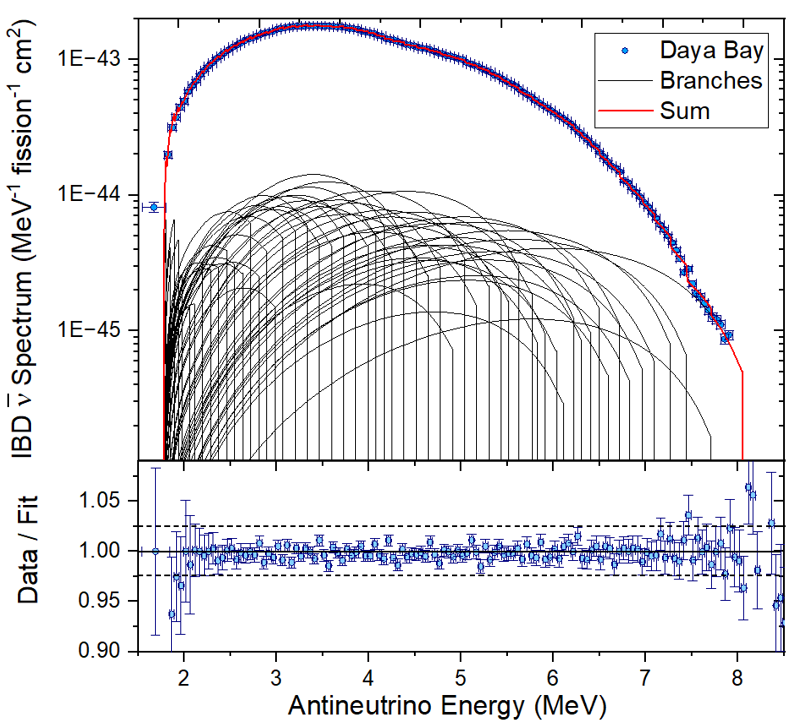 IBD ν̅ Spectrum (MeV⁻¹ fission⁻¹ cm²)
1E−43
1E−44
1E−45
Daya Bay
Branches
Sum
Data / Fit
1.05
1.00
0.95
0.90
2 3 4 5 6 7 8
Antineutrino Energy (MeV)